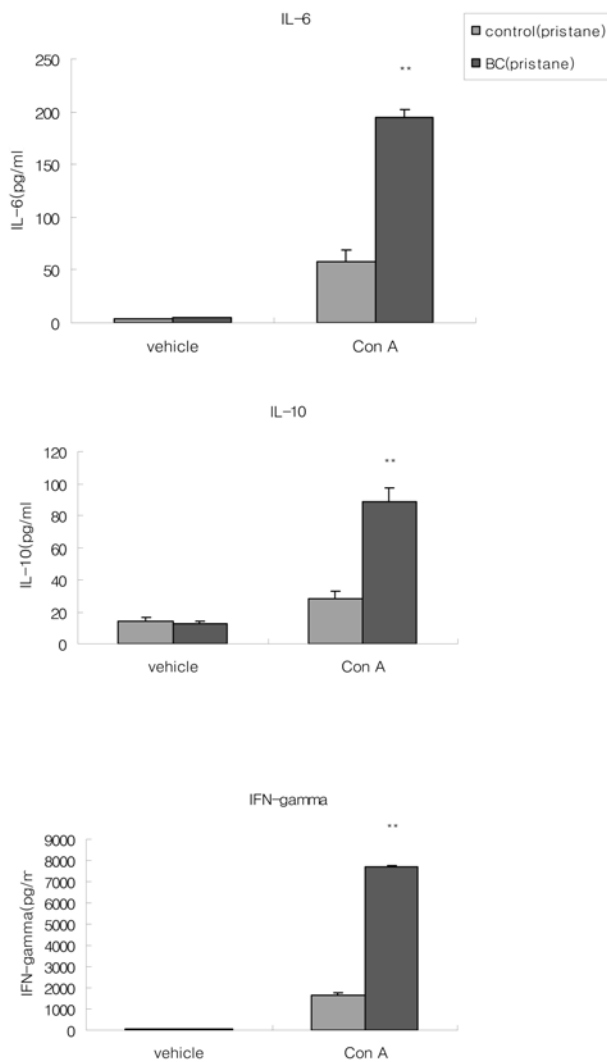 IL-6
control(pristane)
BC(pristane)
250
200
150
100
50
0
IL-6(pg/ml
**
vehicle
Con A
IL-10
120
100
80
60
40
20
0
IL-10(pg/ml
**
vehicle
Con A
IFN-gamma
9000
8000
7000
6000
5000
4000
3000
2000
1000
0
IFN-gamma(pg/m
**
vehicle
Con A